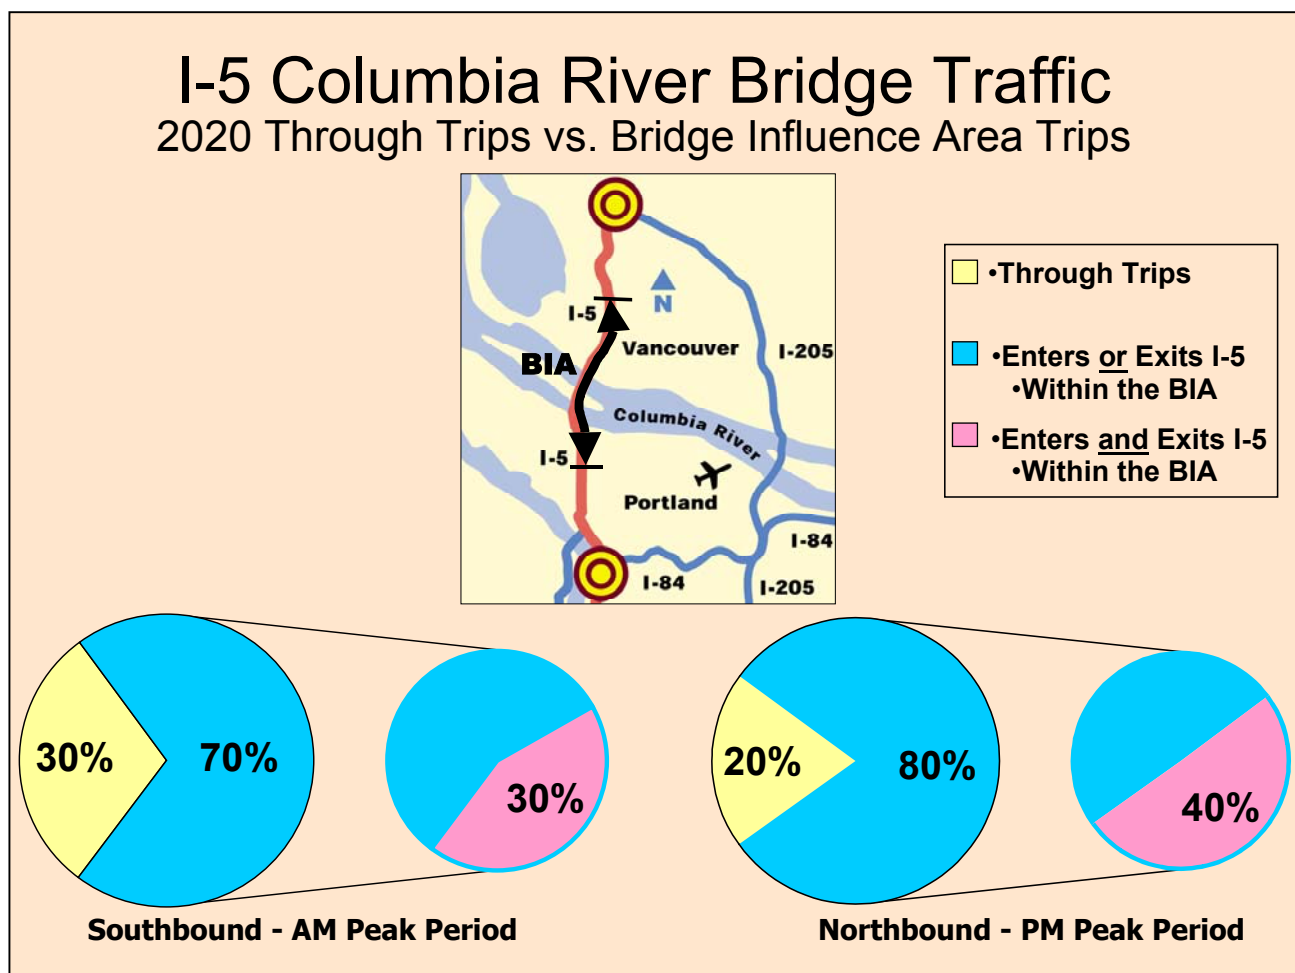 I-5 Columbia River Bridge Traffic
2020 Through Trips vs. Bridge Influence Area Trips
N
I-5
Vancouver
I-205
BIA
Columbia River
I-5
Portland
I-84
I-84
I-205
•Through Trips
•Enters or Exits I-5
•Within the BIA
•Enters and Exits I-5
•Within the BIA
30%
70%
30%
Southbound - AM Peak Period
20%
80%
40%
Northbound - PM Peak Period